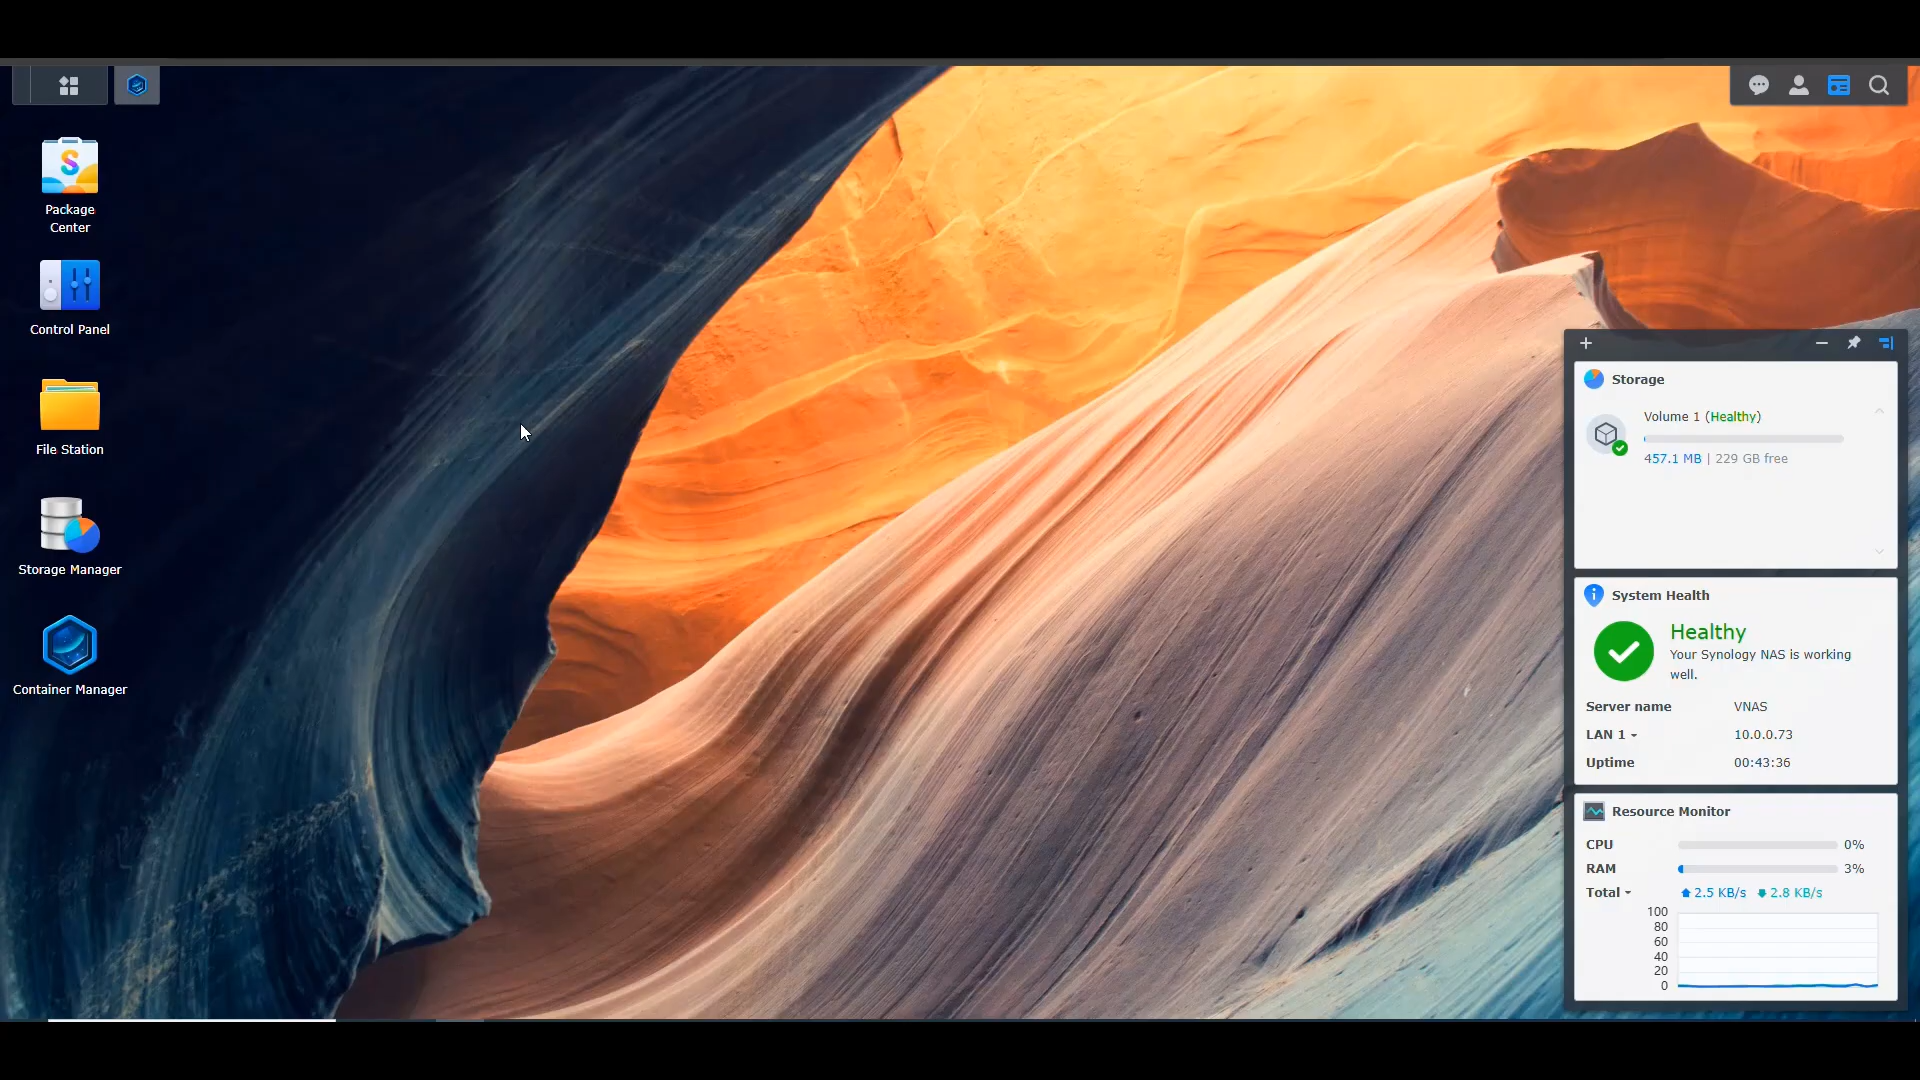 Package
Center
Control Panel
File Station
Storage Manager
Container Manager
Storage
Volume 1 (Healthy)
457.1 MB | 229 GB free
System Health
Healthy
Your Synology NAS is working
well.
Server name VNAS
LAN 1 10.0.0.73
Uptime 00:43:36
Resource Monitor
CPU 0%
RAM 3%
Total 2.5 KB/s 2.8 KB/s
100
80
60
40
20
0